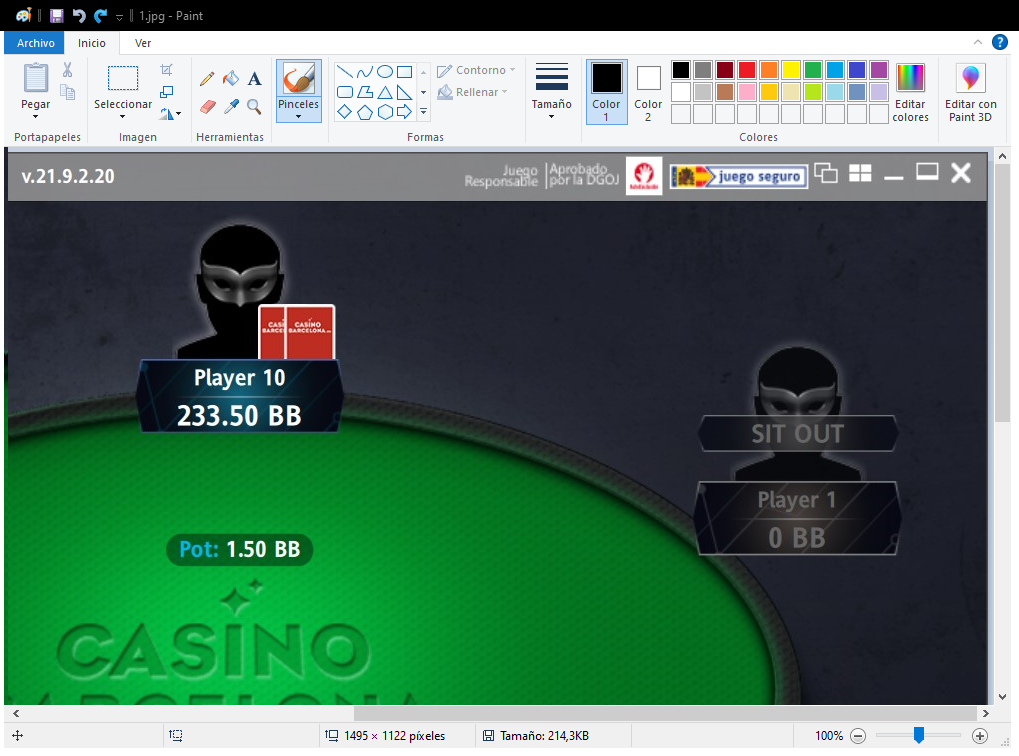 1.jpg - Paint
Archivo Inicio Ver
Pegar
Seleccionar
Pinceles
Contorno
Rellenar
Tamaño
Color 1
Color 2
Editar colores
Editar con Paint 3D
Portapapeles Imagen Herramientas Formas Colores
v.21.9.2.20
Juego Responsable
Aprobado por la DGOJ
juego seguro
CASINO BARCELONA
Player 10
233.50 BB
SIT OUT
Player 1
0 BB
Pot: 1.50 BB
CASINO
BARCELONA
1495 × 1122 píxeles
Tamaño: 214,3KB
100%